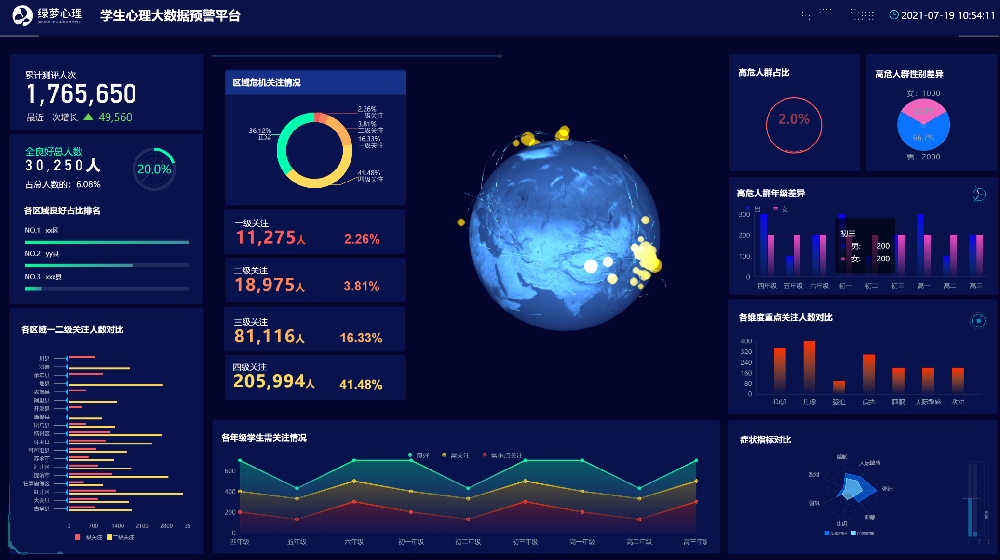 绿萝心理
学生心理大数据预警平台
2021-07-19 10:54:11
累计测评人次
1,765,650
最近一次增长 49,560
全良好总人数
30,250人
占总人数的：6.08%
20.0%
各区域良好占比排名
NO.1 xx区
NO.2 yy县
NO.3 xxx县
各区域一二级关注人数对比
川县
治县
余年县
地县
老谭县
阿里县
开发县
蜥蜴县
凤乌县
情州区
环水县
可可阳县
赤伞市
汇升区
提哈市
往事唐缇区
红升区
大安县
古早县
0 700 1400 2100 2800 35
一级关注 二级关注
区域危机关注情况
2.26%
一级关注
3.81%
二级关注
16.33%
三级关注
36.12%
正常
41.48%
四级关注
一级关注
11,275人 2.26%
二级关注
18,975人 3.81%
三级关注
81,116人 16.33%
四级关注
205,994人 41.48%
各年级学生需关注情况
良好 需关注 需重点关注
600
400
200
0
四年级 五年级 六年级 初一年级 初二年级 初三年级 高一年级 高二年级 高三年级
高危人群占比
2.0%
高危人群性别差异
女：1000
33.3%
66.7%
男：2000
高危人群年级差异
男 女
300
200
100
0
初三
男: 200
女: 200
四年级 五年级 六年级 初一 初二 初三 高一 高二 高三
各维度重点关注人数对比
400
320
240
160
80
0
抑郁 焦虑 强迫 偏执 睡眠 人际敏感 敌对
症状指标对比
睡眠
人际敏感
敌对
强迫
偏执
抑郁
焦虑
系统均分 区域数据